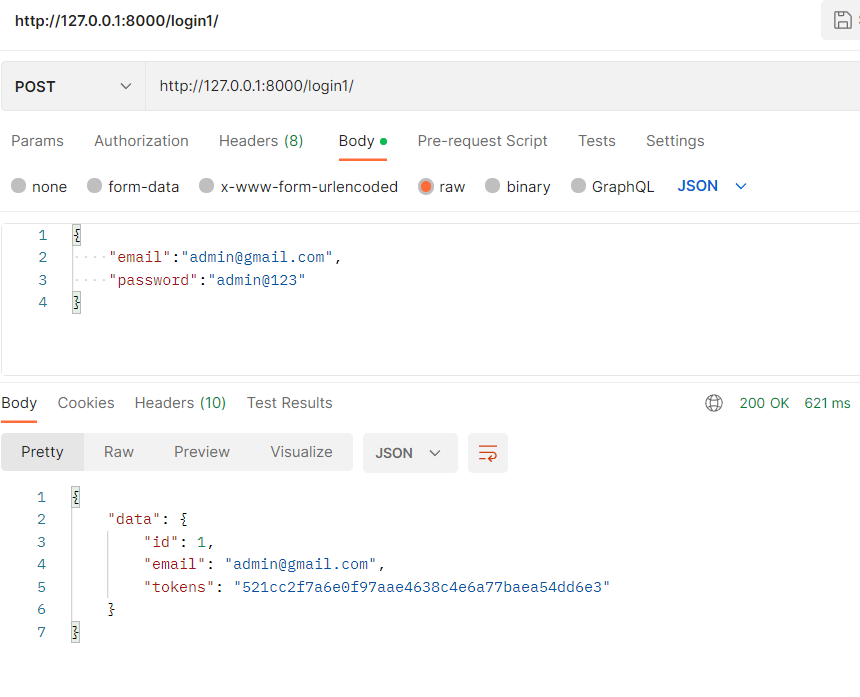 http://127.0.0.1:8000/login1/
POST http://127.0.0.1:8000/login1/
Params Authorization Headers (8) Body Pre-request Script Tests Settings
none form-data x-www-form-urlencoded raw binary GraphQL JSON
1 {
2 ····"email":"admin@gmail.com",
3 ····"password":"admin@123"
4 }
Body Cookies Headers (10) Test Results 200 OK 621 ms
Pretty Raw Preview Visualize JSON
1 {
2 "data": {
3 "id": 1,
4 "email": "admin@gmail.com",
5 "tokens": "521cc2f7a6e0f97aae4638c4e6a77baea54dd6e3"
6 }
7 }